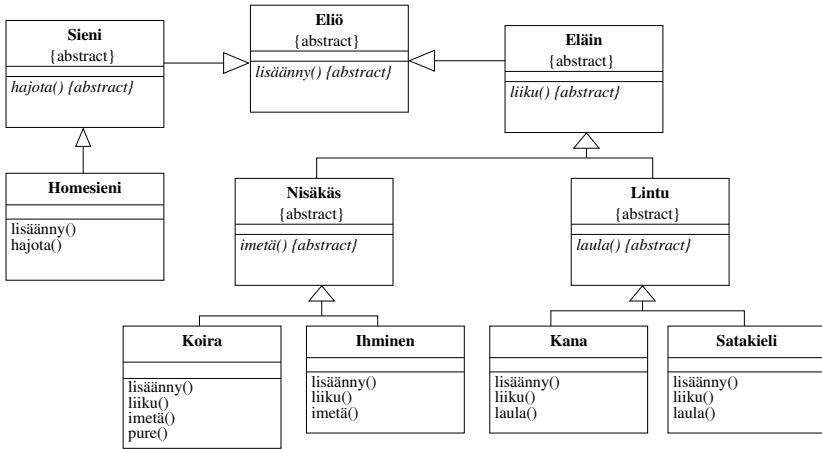 Sieni
{abstract}
hajota() {abstract}
Eliö
{abstract}
lisäänny() {abstract}
Eläin
{abstract}
liiku() {abstract}
Homesieni
lisäänny()
hajota()
Nisäkäs
{abstract}
imetä() {abstract}
Lintu
{abstract}
laula() {abstract}
Koira
lisäänny()
liiku()
imetä()
pure()
Ihminen
lisäänny()
liiku()
imetä()
Kana
lisäänny()
liiku()
laula()
Satakieli
lisäänny()
liiku()
laula()